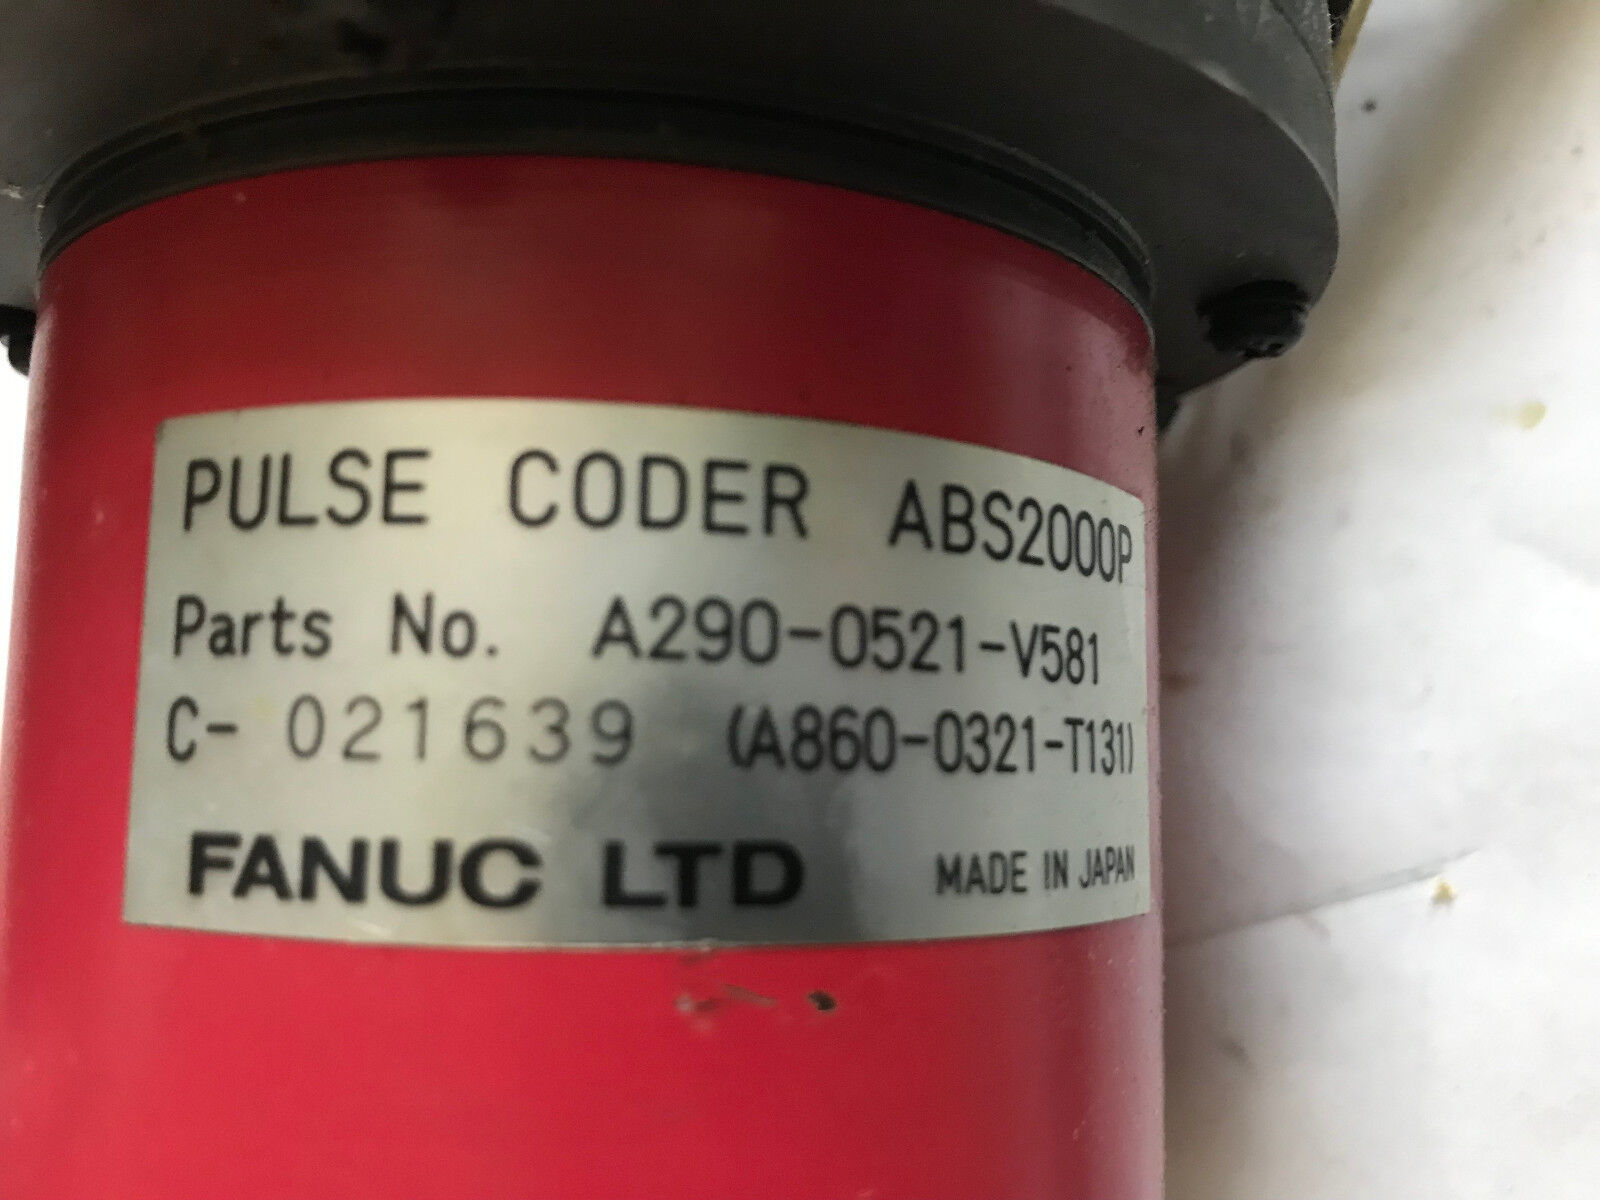 PULSE CODER ABS2000P
Parts No. A290-0521-V581
C- 021639 (A860-0321-T131)
FANUC LTD MADE IN JAPAN